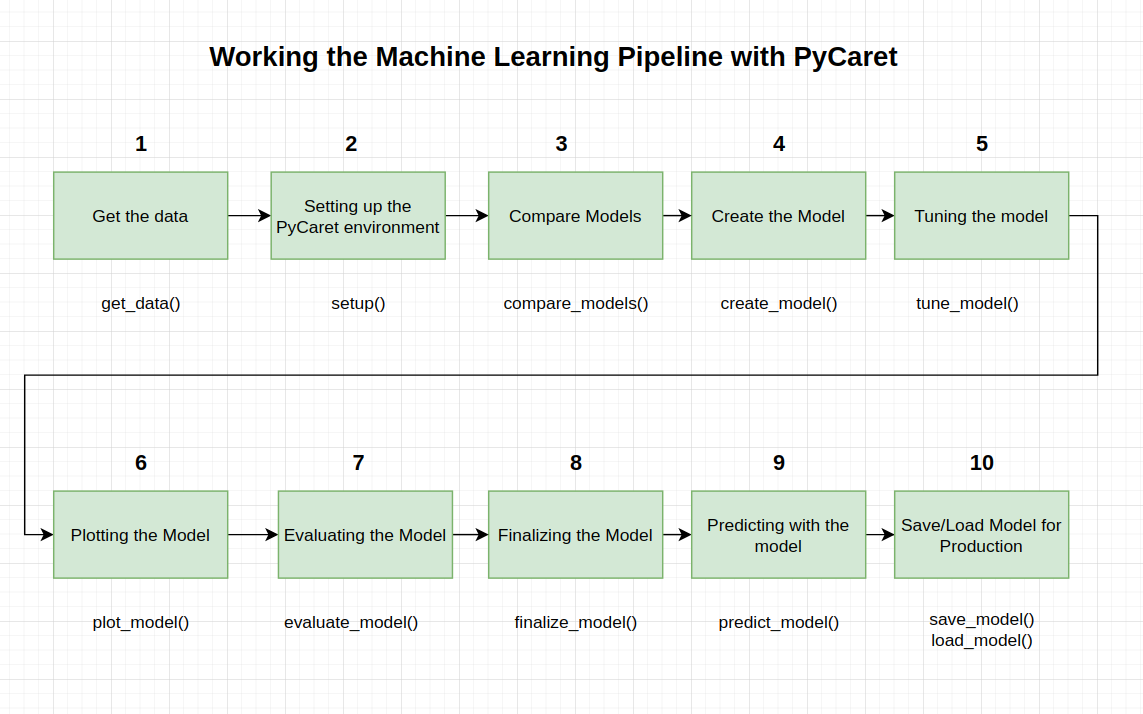 Working the Machine Learning Pipeline with PyCaret
1
2
3
4
5
Get the data
Setting up the
PyCaret environment
Compare Models
Create the Model
Tuning the model
get_data()
setup()
compare_models()
create_model()
tune_model()
6
7
8
9
10
Plotting the Model
Evaluating the Model
Finalizing the Model
Predicting with the
model
Save/Load Model for
Production
plot_model()
evaluate_model()
finalize_model()
predict_model()
save_model()
load_model()